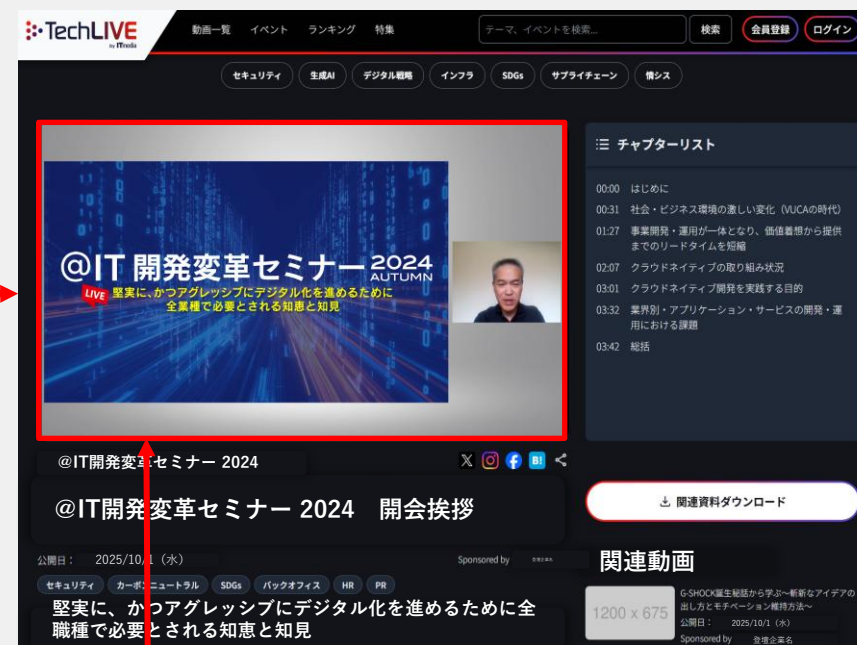 TechLIVE
by ITmedia
動画一覧 イベント ランキング 特集
テーマ、イベントを検索...
検索
会員登録
ログイン
セキュリティ 生成AI デジタル戦略 インフラ SDGs サプライチェーン 情シス
@IT 開発変革セミナー 2024 AUTUMN
LIVE 堅実に、かつアグレッシブにデジタル化を進めるために
全業種で必要とされる知恵と知見
チャプターリスト
00:00 はじめに
00:31 社会・ビジネス環境の激しい変化（VUCAの時代）
01:27 事業開発・運用が一体となり、価値着想から提供
までのリードタイムを短縮
02:07 クラウドネイティブの取り組み状況
03:01 クラウドネイティブ開発を実践する目的
03:32 業界別・アプリケーション・サービスの開発・運
用における課題
03:42 総括
@IT開発変革セミナー 2024
B!
@IT開発変革セミナー 2024 開会挨拶
公開日： 2025/10/1（水）
Sponsored by 登壇企業名
セキュリティ カーボンニュートラル SDGs バックオフィス HR PR
堅実に、かつアグレッシブにデジタル化を進めるために全
職種で必要とされる知恵と知見
関連資料ダウンロード
関連動画
1200 x 675
G-SHOCK誕生秘話から学ぶ～斬新なアイデアの
出し方とモチベーション維持方法～
公開日： 2025/10/1（水）
Sponsored by 登壇企業名